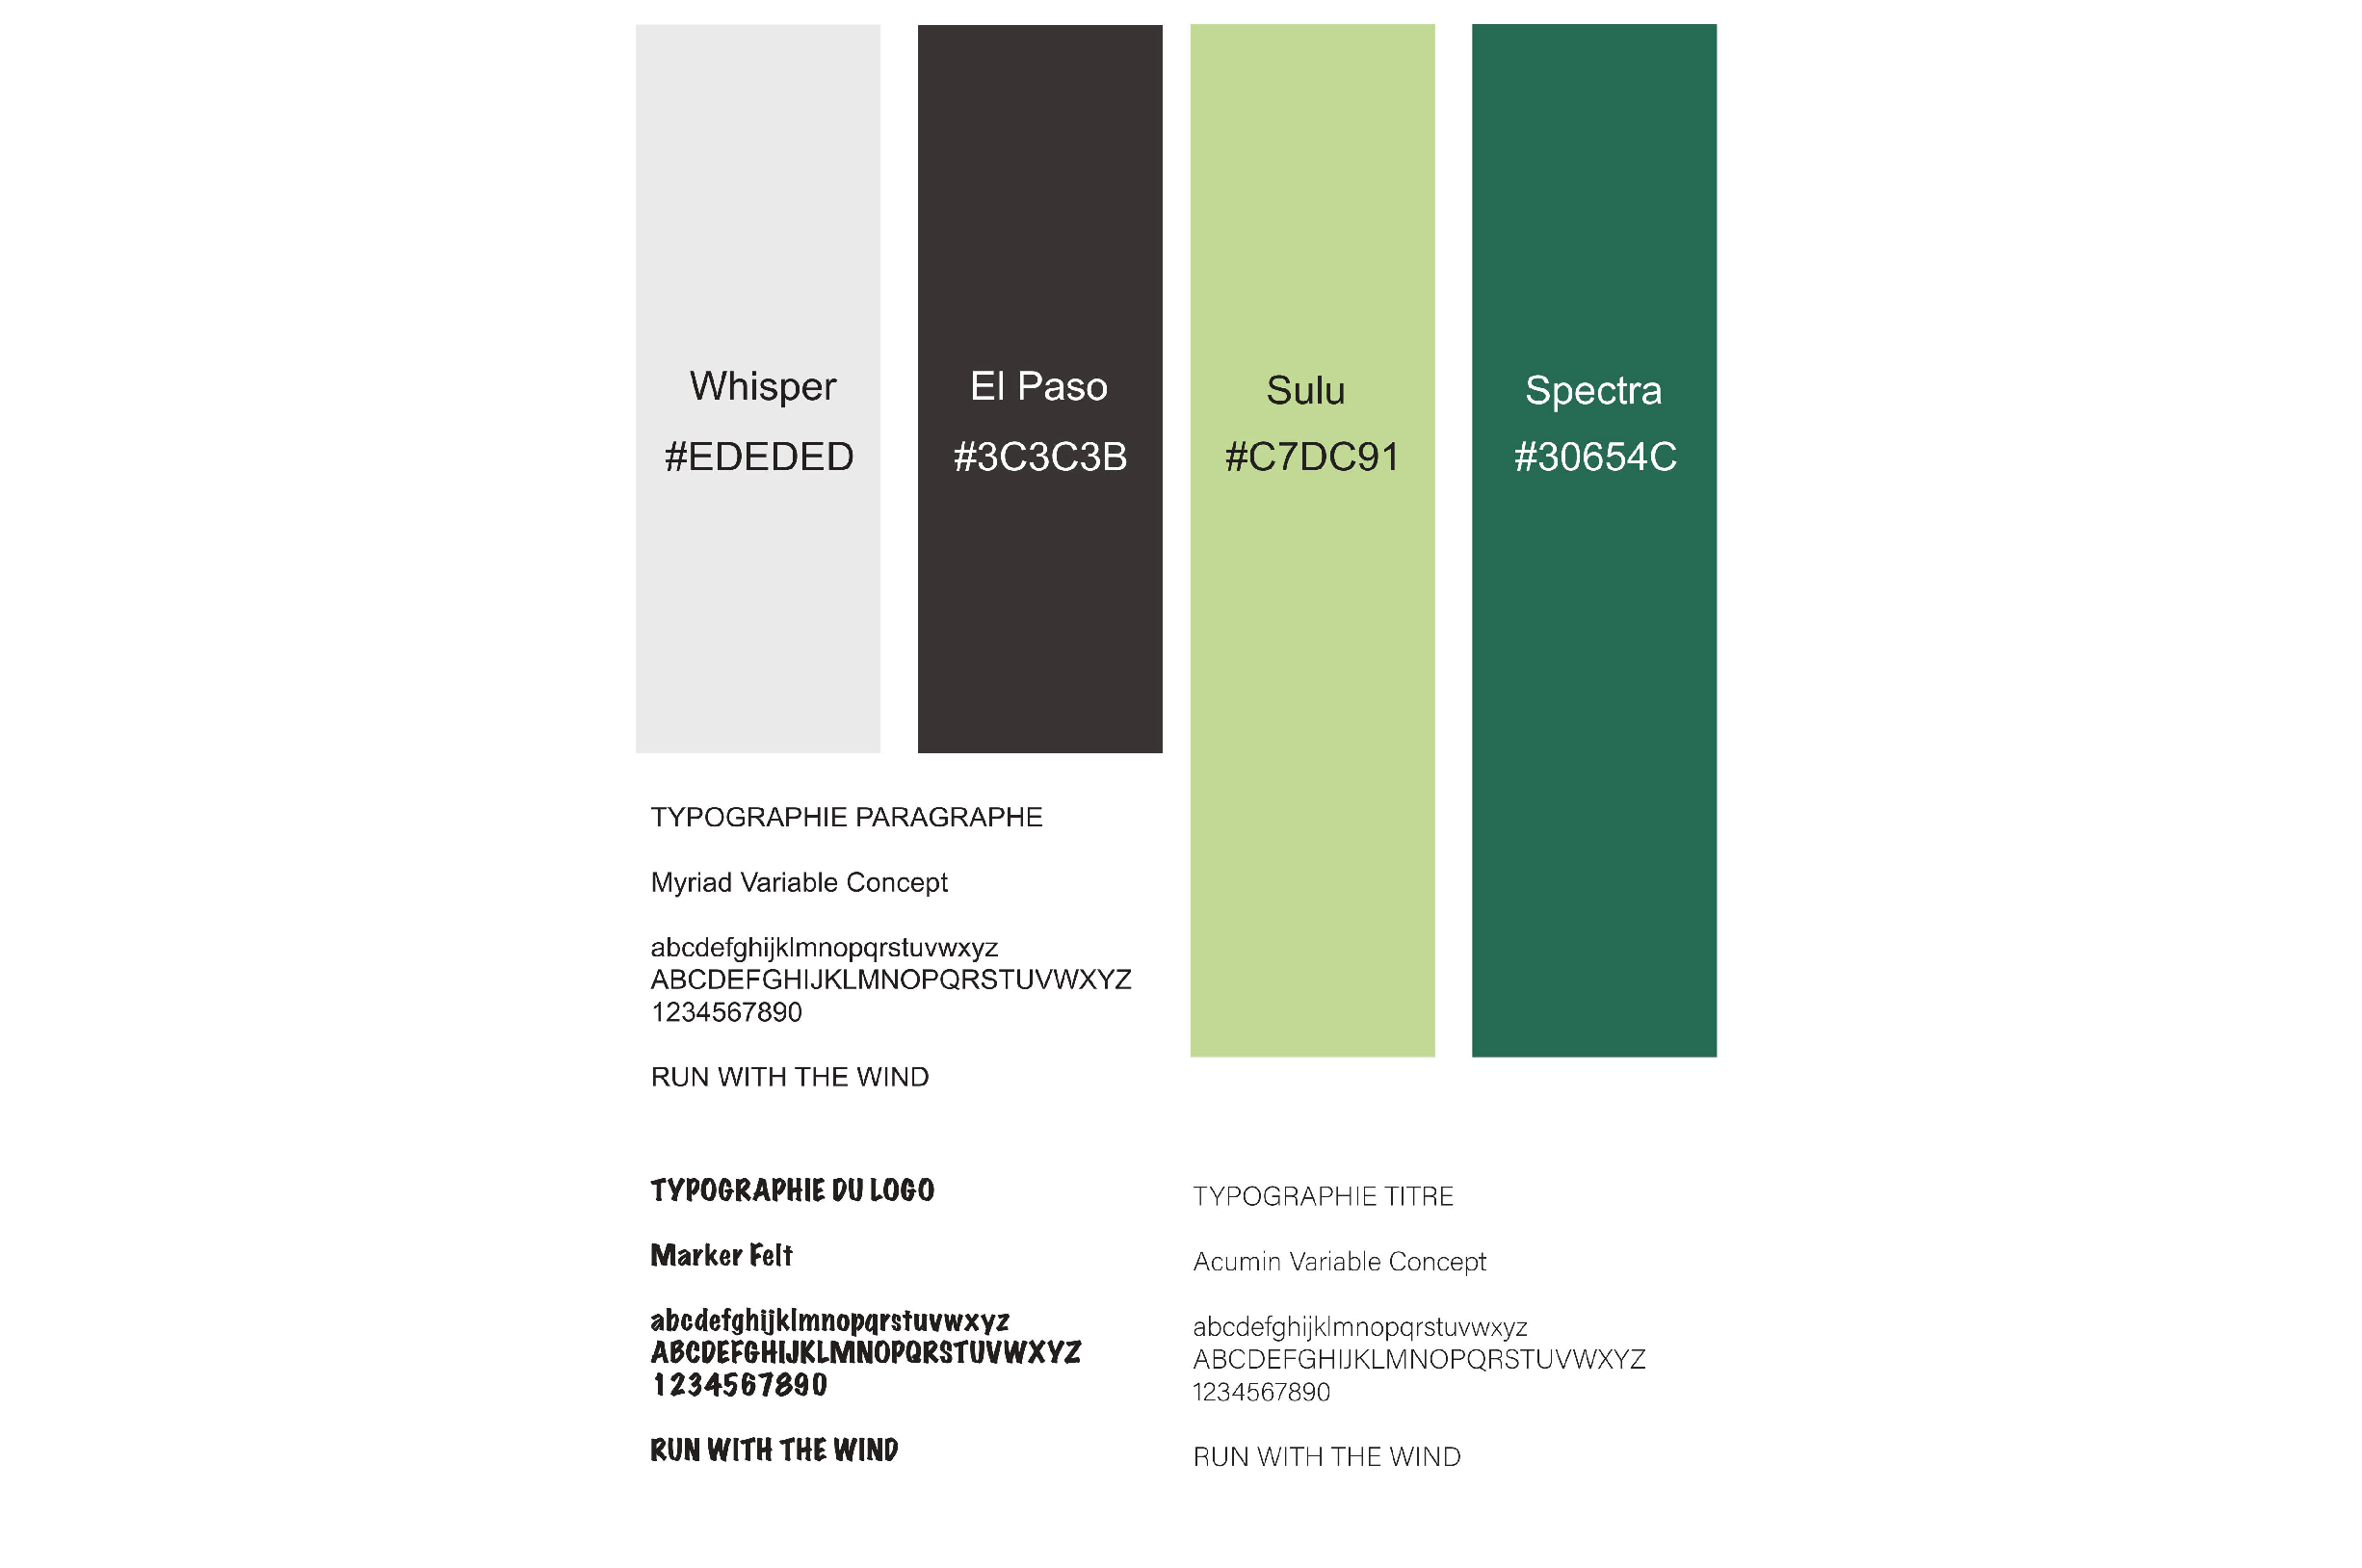 Whisper
#EDEDED
El Paso
#3C3C3B
Sulu
#C7DC91
Spectra
#30654C
TYPOGRAPHIE PARAGRAPHE
Myriad Variable Concept
abcdefghijklmnopqrstuvwxyz
ABCDEFGHIJKLMNOPQRSTUVWXYZ
1234567890
RUN WITH THE WIND
TYPOGRAPHIE DU LOGO
Marker Felt
abcdefghijklmnopqrstuvwxyz
ABCDEFGHIJKLMNOPQRSTUVWXYZ
1234567890
RUN WITH THE WIND
TYPOGRAPHIE TITRE
Acumin Variable Concept
abcdefghijklmnopqrstuvwxyz
ABCDEFGHIJKLMNOPQRSTUVWXYZ
1234567890
RUN WITH THE WIND